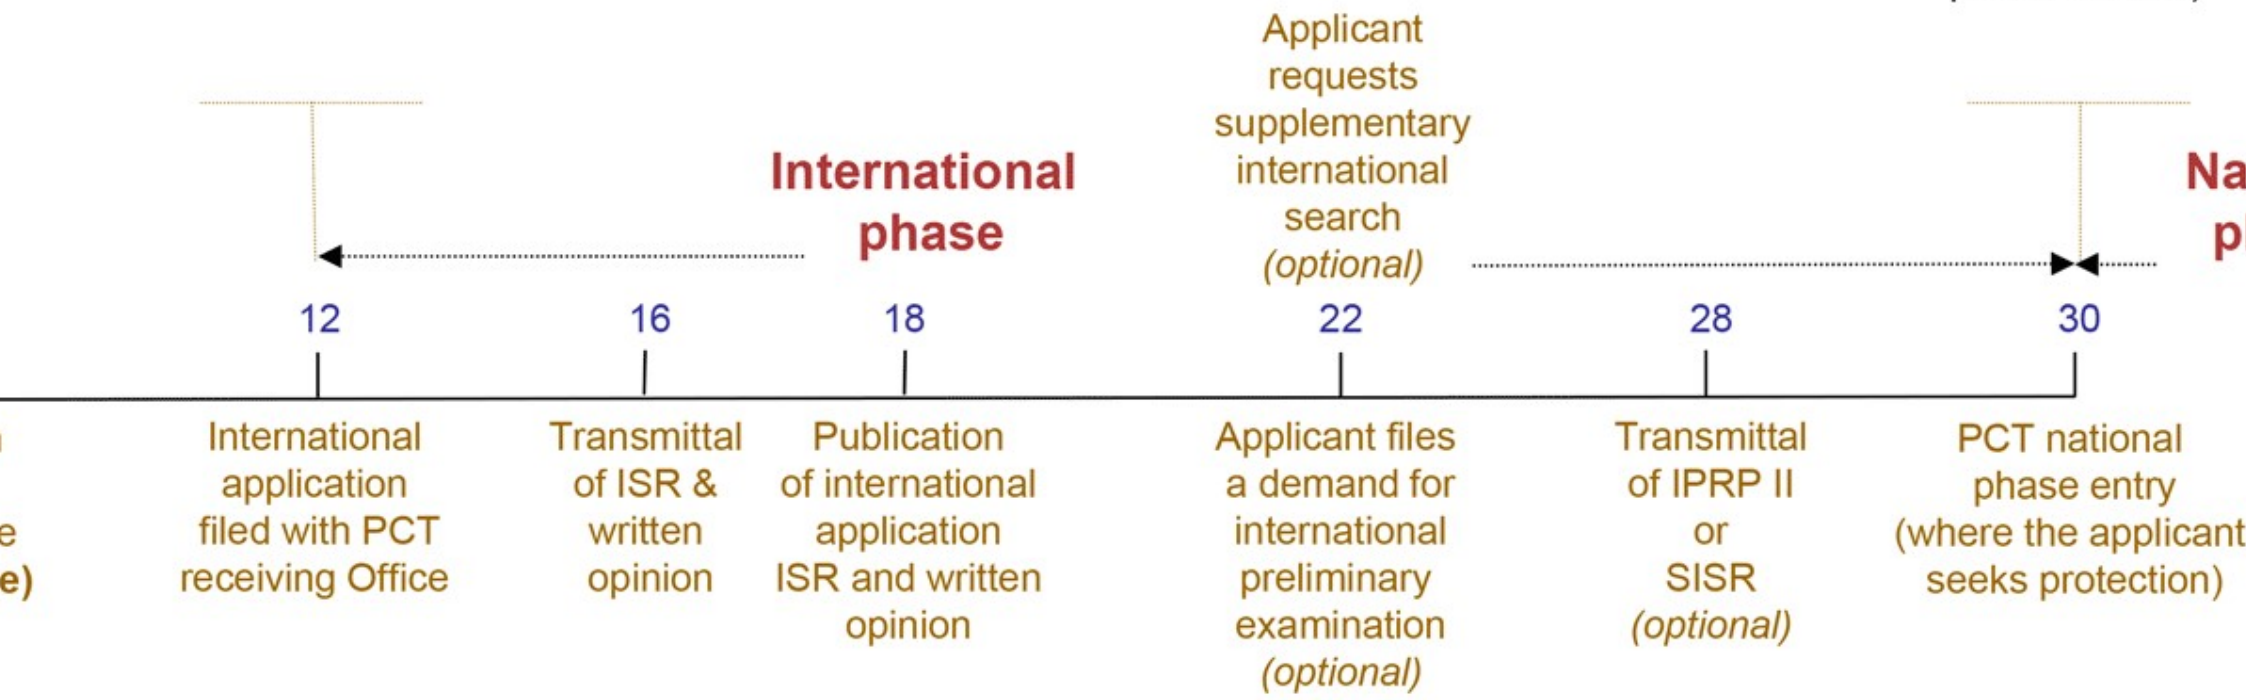 Applicant
requests
supplementary
international
search
(optional)
International
phase
12
16
18
22
28
30
International
application
filed with PCT
receiving Office
Transmittal
of ISR &
written
opinion
Publication
of international
application
ISR and written
opinion
Applicant files
a demand for
international
preliminary
examination
(optional)
Transmittal
of IPRP II
or
SISR
(optional)
PCT national
phase entry
(where the applicant
seeks protection)